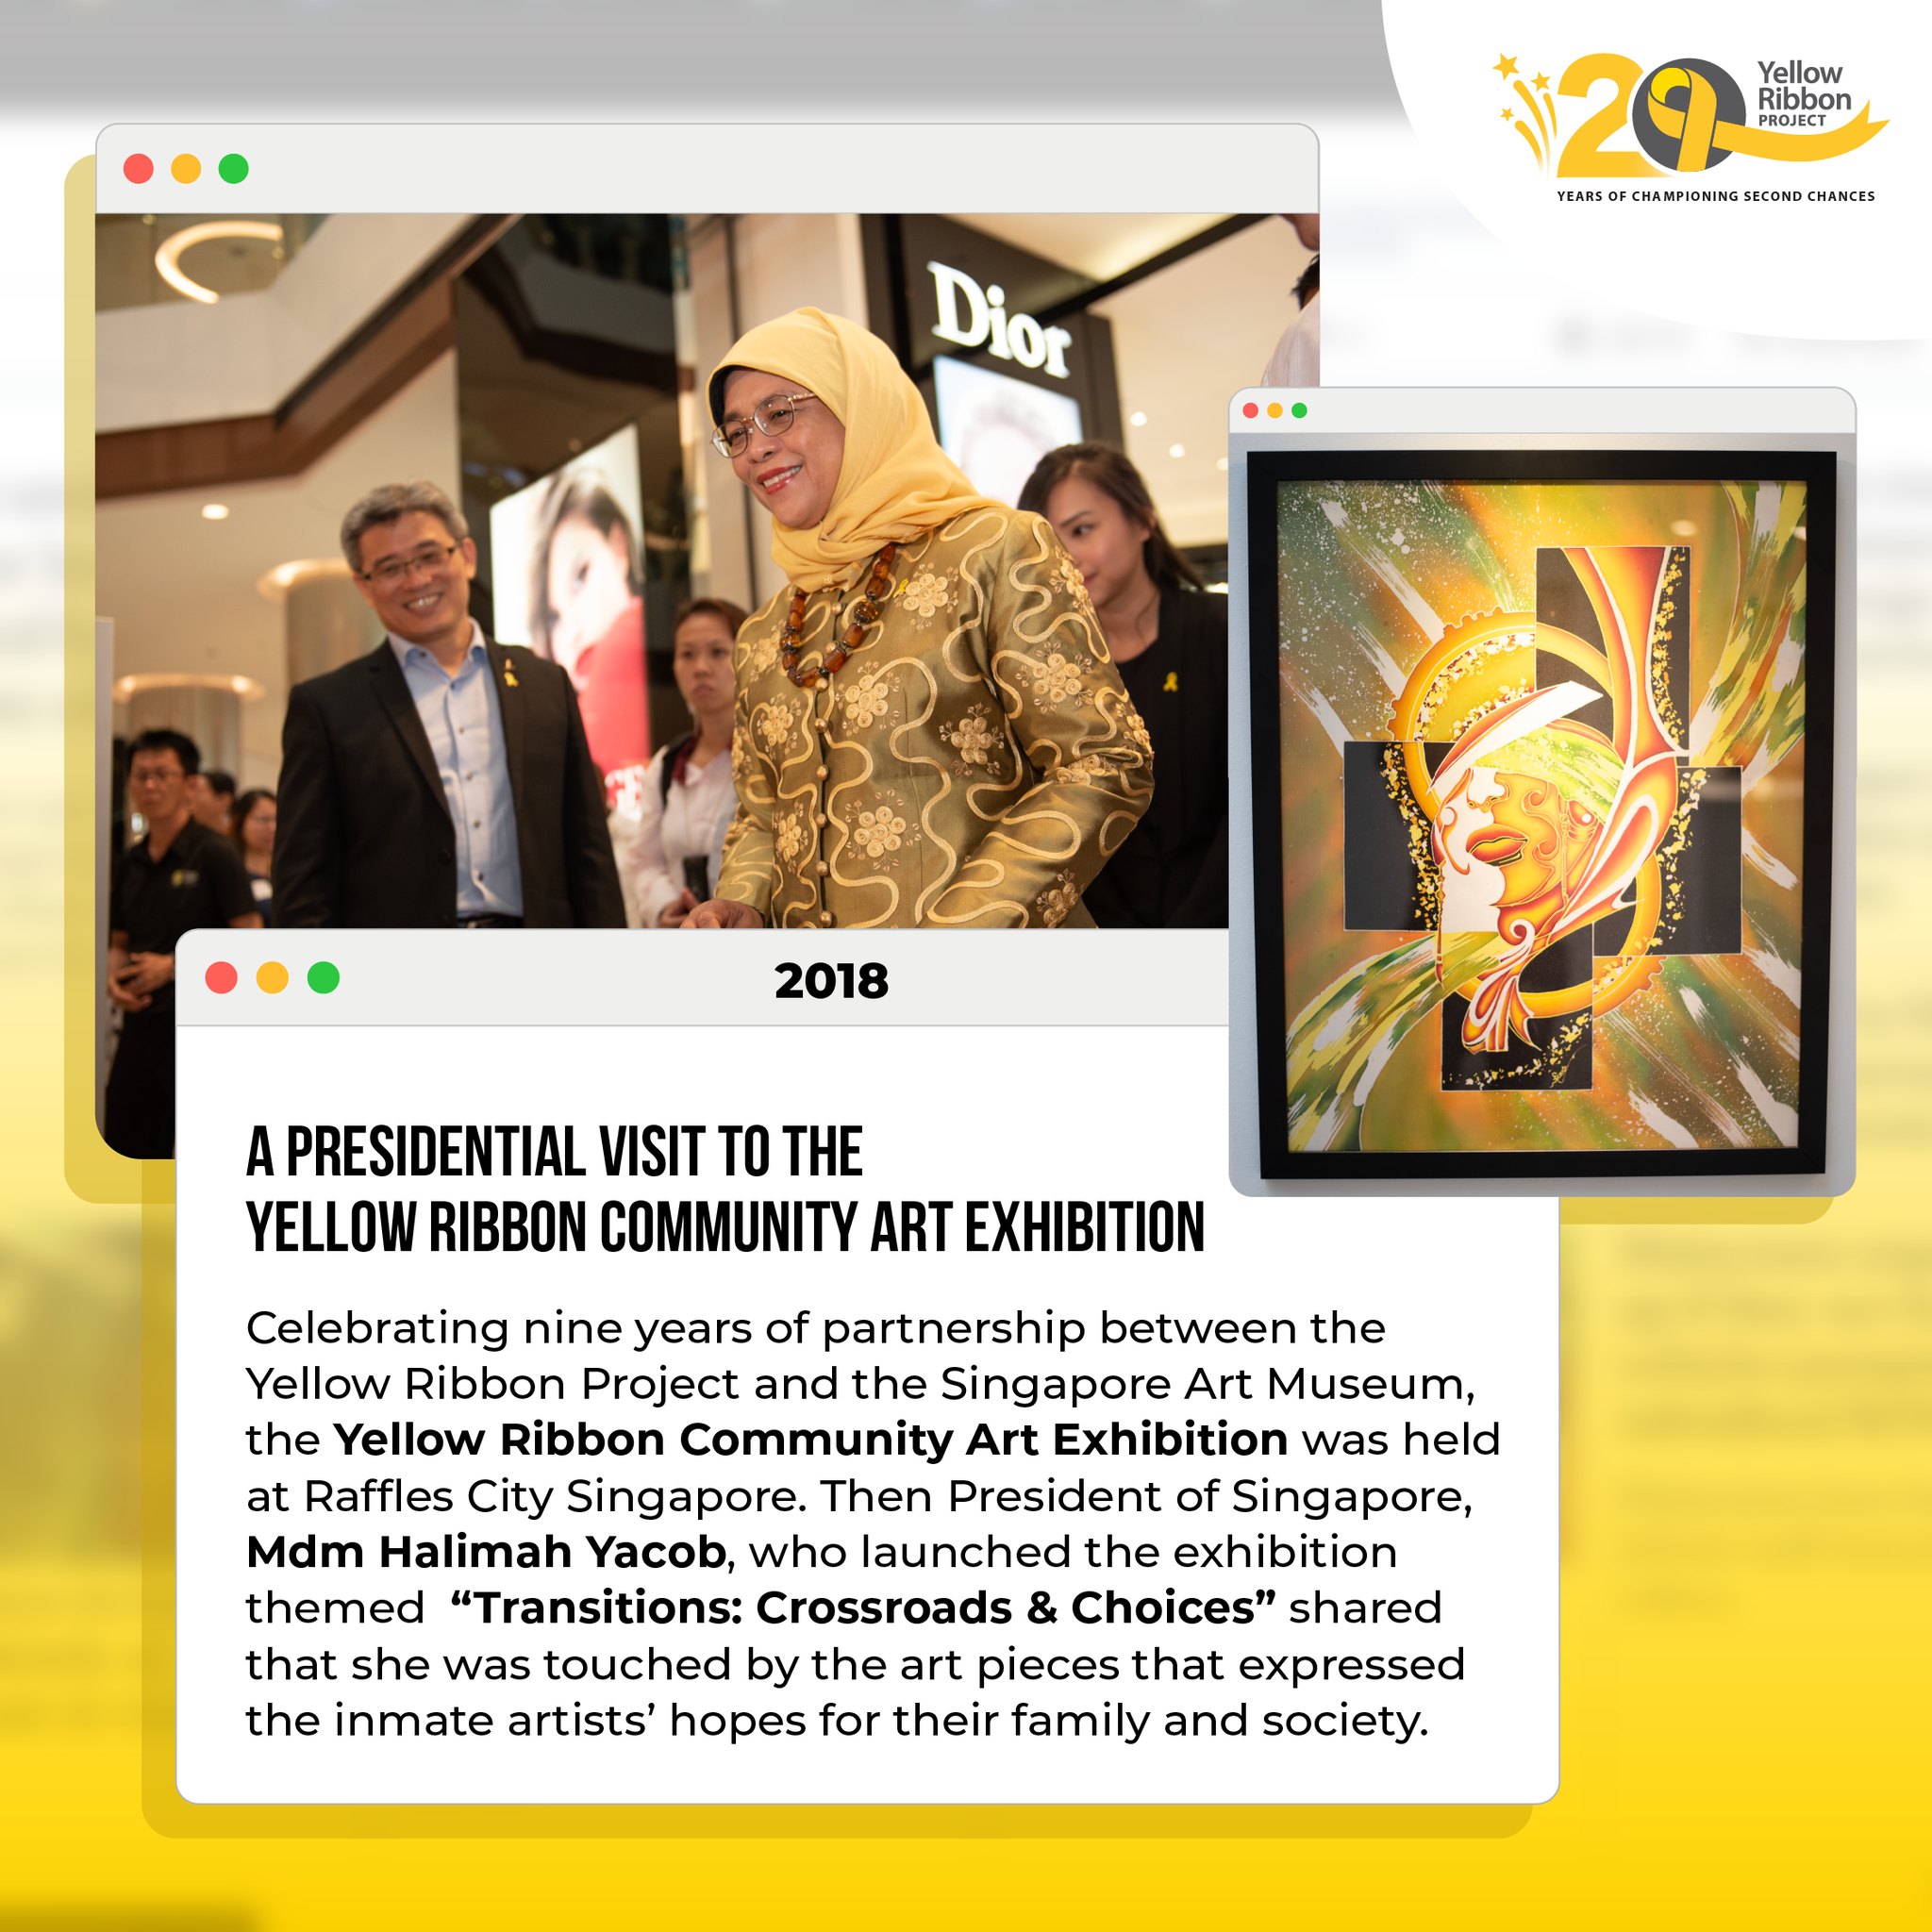 20
Yellow
Ribbon
PROJECT
YEARS OF CHAMPIONING SECOND CHANCES
Dior
2018
A PRESIDENTIAL VISIT TO THE
YELLOW RIBBON COMMUNITY ART EXHIBITION
Celebrating nine years of partnership between the
Yellow Ribbon Project and the Singapore Art Museum,
the Yellow Ribbon Community Art Exhibition was held
at Raffles City Singapore. Then President of Singapore,
Mdm Halimah Yacob, who launched the exhibition
themed “Transitions: Crossroads & Choices” shared
that she was touched by the art pieces that expressed
the inmate artists’ hopes for their family and society.